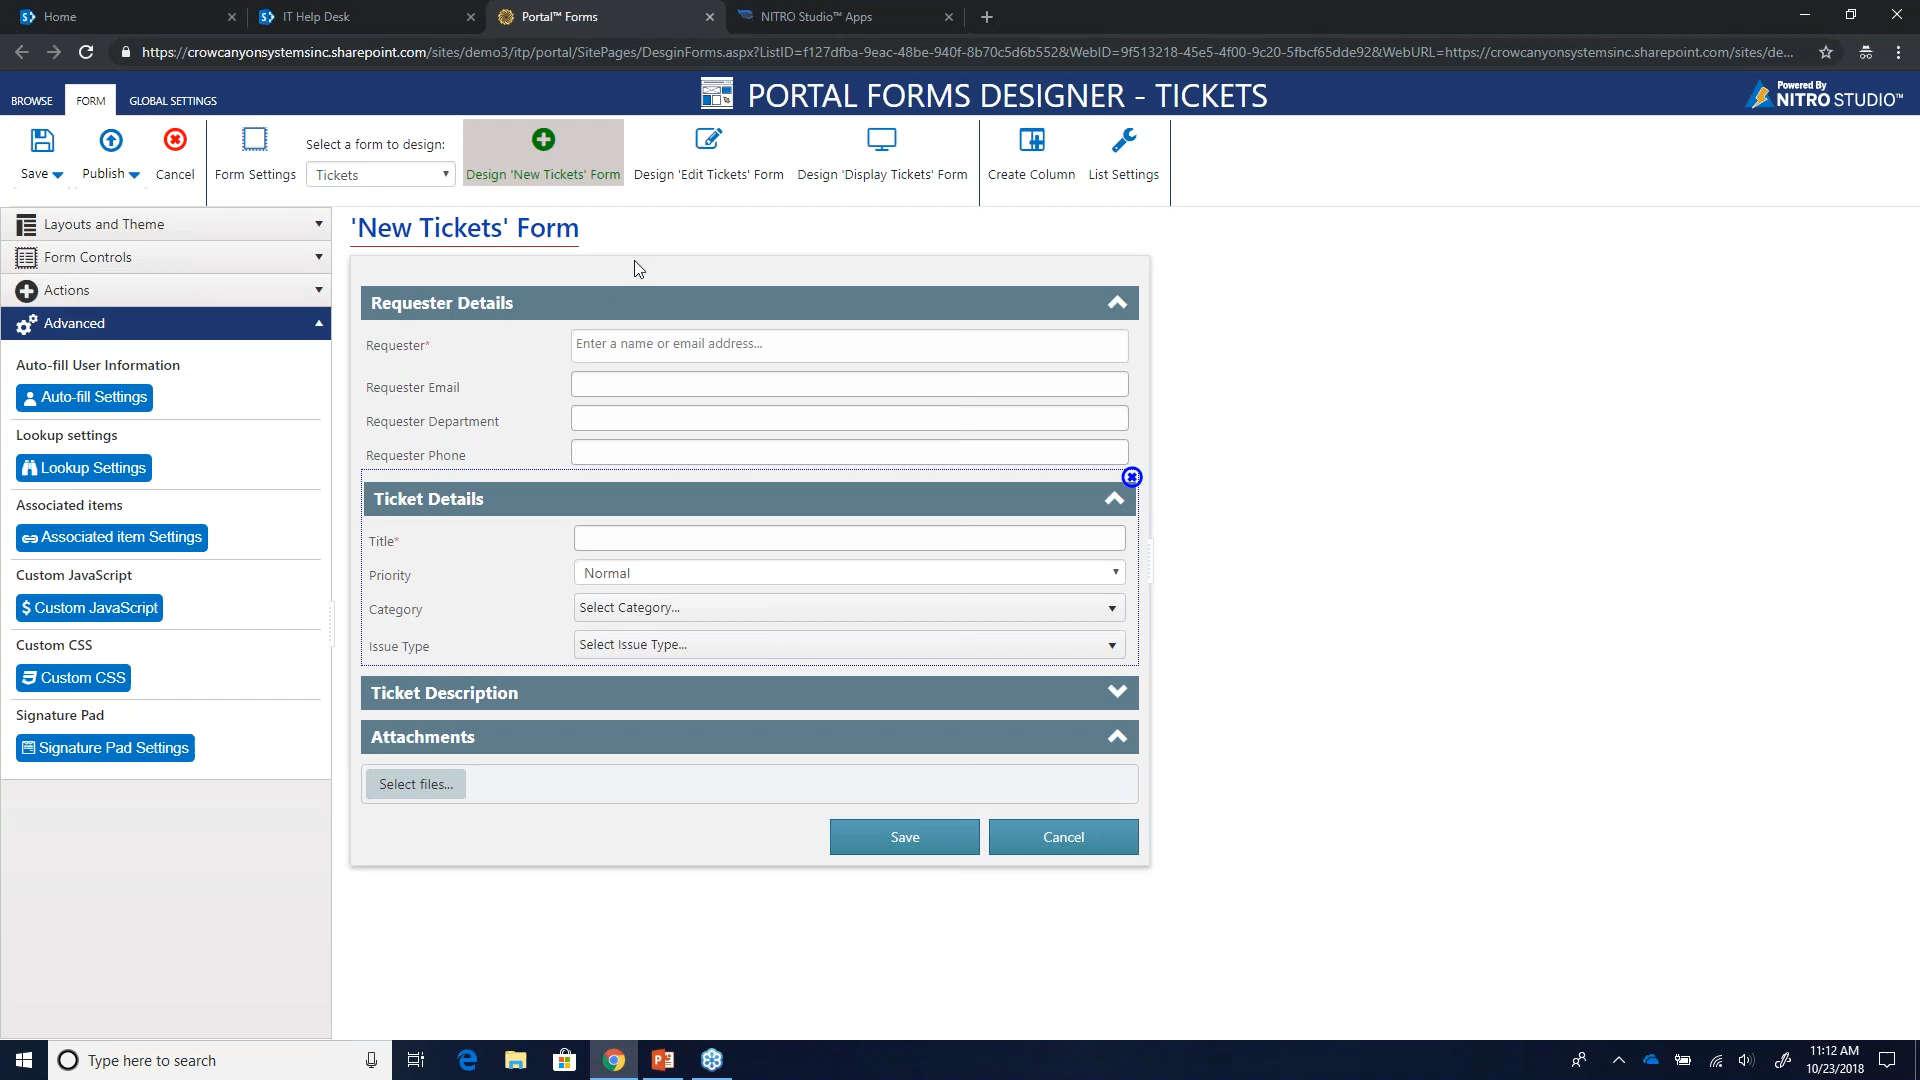 Home
IT Help Desk
Portal™ Forms
NITRO Studio™ Apps
https://crowcanyonsystemsinc.sharepoint.com/sites/demo3/itp/portal/SitePages/DesginForms.aspx?ListID=f127dfba-9eac-48be-940f-8b70c5d6b552&WebID=9f513218-45e5-4f00-9c20-5fbcf65dde92&WebURL=https://crowcanyonsystemsinc.sharepoint.com/sites/de...
BROWSE
FORM
GLOBAL SETTINGS
PORTAL FORMS DESIGNER - TICKETS
Powered By
NITRO STUDIO™
Save
Publish
Cancel
Form Settings
Select a form to design:
Tickets
Design 'New Tickets' Form
Design 'Edit Tickets' Form
Design 'Display Tickets' Form
Create Column
List Settings
Layouts and Theme
Form Controls
Actions
Advanced
Auto-fill User Information
Auto-fill Settings
Lookup settings
Lookup Settings
Associated items
Associated item Settings
Custom JavaScript
$ Custom JavaScript
Custom CSS
Custom CSS
Signature Pad
Signature Pad Settings
'New Tickets' Form
Requester Details
Requester*
Enter a name or email address...
Requester Email
Requester Department
Requester Phone
Ticket Details
Title*
Priority
Normal
Category
Select Category...
Issue Type
Select Issue Type...
Ticket Description
Attachments
Select files...
Save
Cancel
Type here to search
11:12 AM
10/23/2018